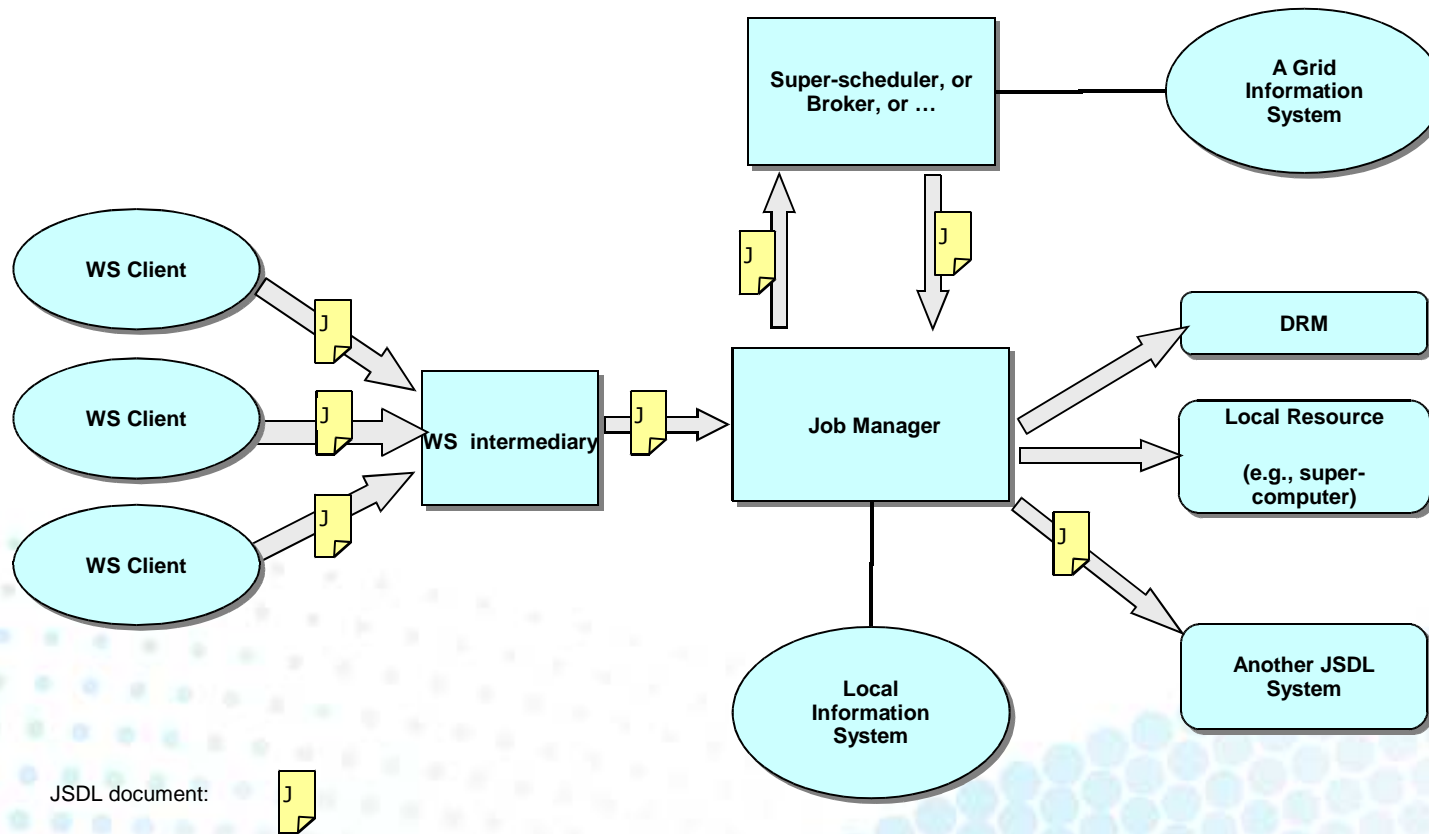 Super-scheduler, or
Broker, or …
A Grid
Information
System
J
J
WS Client
J
WS Client
J
WS Client
J
WS intermediary
J
Job Manager
DRM
Local Resource
(e.g., super-
computer)
J
Another JSDL
System
Local
Information
System
JSDL document:
J